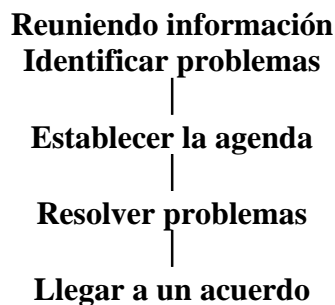 Reuniendo información
Identificar problemas
Establecer la agenda
Resolver problemas
Llegar a un acuerdo